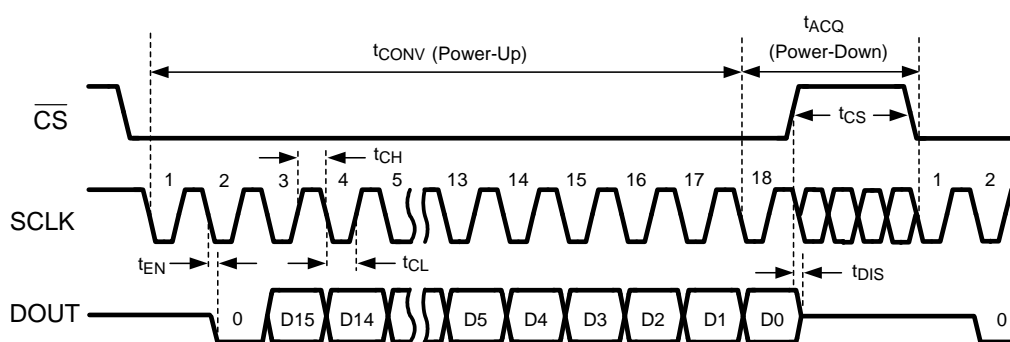 tACQ
tCONV (Power-Up)
(Power-Down)
CS
tCS
tCH
1 2 3 4 5 13 14 15 16 17 18 1 2
SCLK
tEN
tCL
tDIS
DOUT
0 D15 D14 D5 D4 D3 D2 D1 D0 0